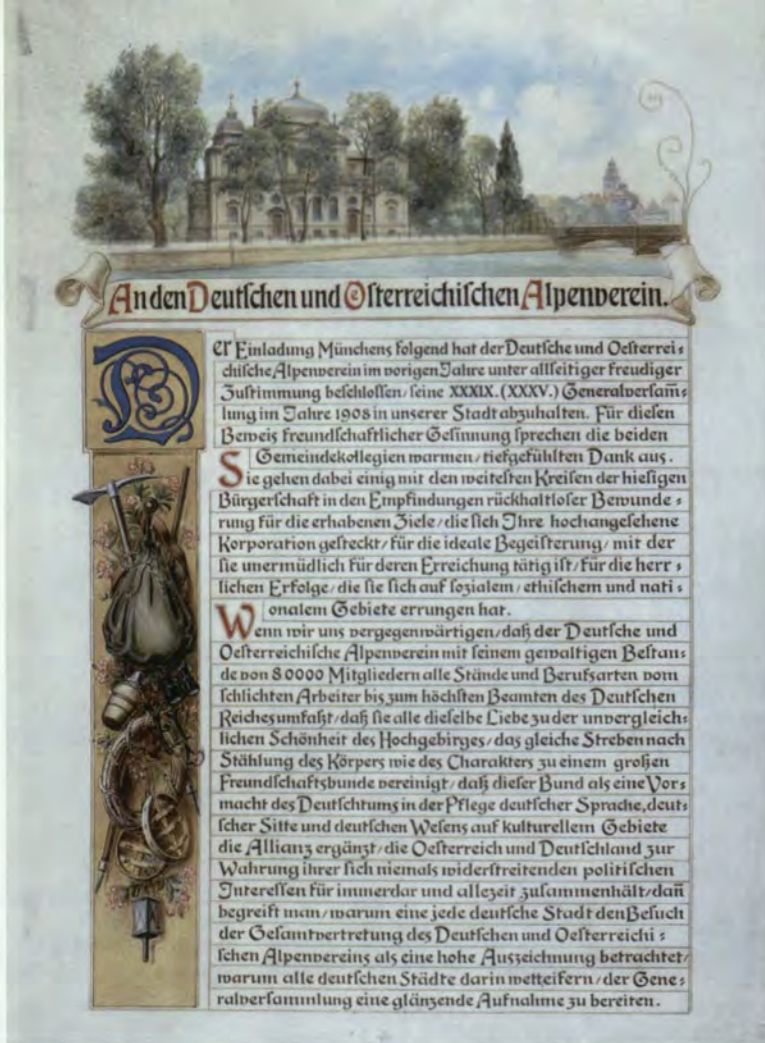 An den Deutschen und Österreichischen Alpenverein.
Der Einladung Münchens folgend hat der Deutsche und Oesterrei-
chische Alpenverein im vorigen Jahre unter allseitiger freudiger
Zustimmung beschlossen, seine XXXIX. (XXXV.) Generalversam̄-
lung im Jahre 1908 in unserer Stadt abzuhalten. Für diesen
Beweis freundschaftlicher Gesinnung sprechen die beiden
Gemeindekollegien warmen, tiefgefühlten Dank aus.
Sie gehen dabei einig mit den weitesten Kreisen der hiesigen
Bürgerschaft in den Empfindungen rückhaltloser Bewunde-
rung für die erhabenen Ziele, die sich Ihre hochangesehene
Korporation gesteckt, für die ideale Begeisterung, mit der
sie unermüdlich für deren Erreichung tätig ist, für die herr-
lichen Erfolge, die sie sich auf sozialem, ethischem und nati-
onalem Gebiete errungen hat.
Wenn wir uns vergegenwärtigen, daß der Deutsche und
Oesterreichische Alpenverein mit seinem gewaltigen Bestan-
de von 80000 Mitgliedern alle Stände und Berufsarten vom
schlichten Arbeiter bis zum höchsten Beamten des Deutschen
Reiches umfaßt, daß sie alle dieselbe Liebe zu der unvergleich-
lichen Schönheit des Hochgebirges, das gleiche Streben nach
Stählung des Körpers wie des Charakters zu einem großen
Freundschaftsbunde vereinigt, daß dieser Bund als eine Vor-
macht des Deutschtums in der Pflege deutscher Sprache, deut-
scher Sitte und deutschen Wesens auf kulturellem Gebiete
die Allianz ergänzt, die Oesterreich und Deutschland zur
Wahrung ihrer sich niemals widerstreitenden politischen
Interessen für immerdar und allezeit zusammenhält, dañ
begreift man, warum eine jede deutsche Stadt den Besuch
der Gesamtvertretung des Deutschen und Oesterreichi-
schen Alpenvereins als eine hohe Auszeichnung betrachtet,
warum alle deutschen Städte darin wetteifern, der Gene-
ralversammlung eine glänzende Aufnahme zu bereiten.